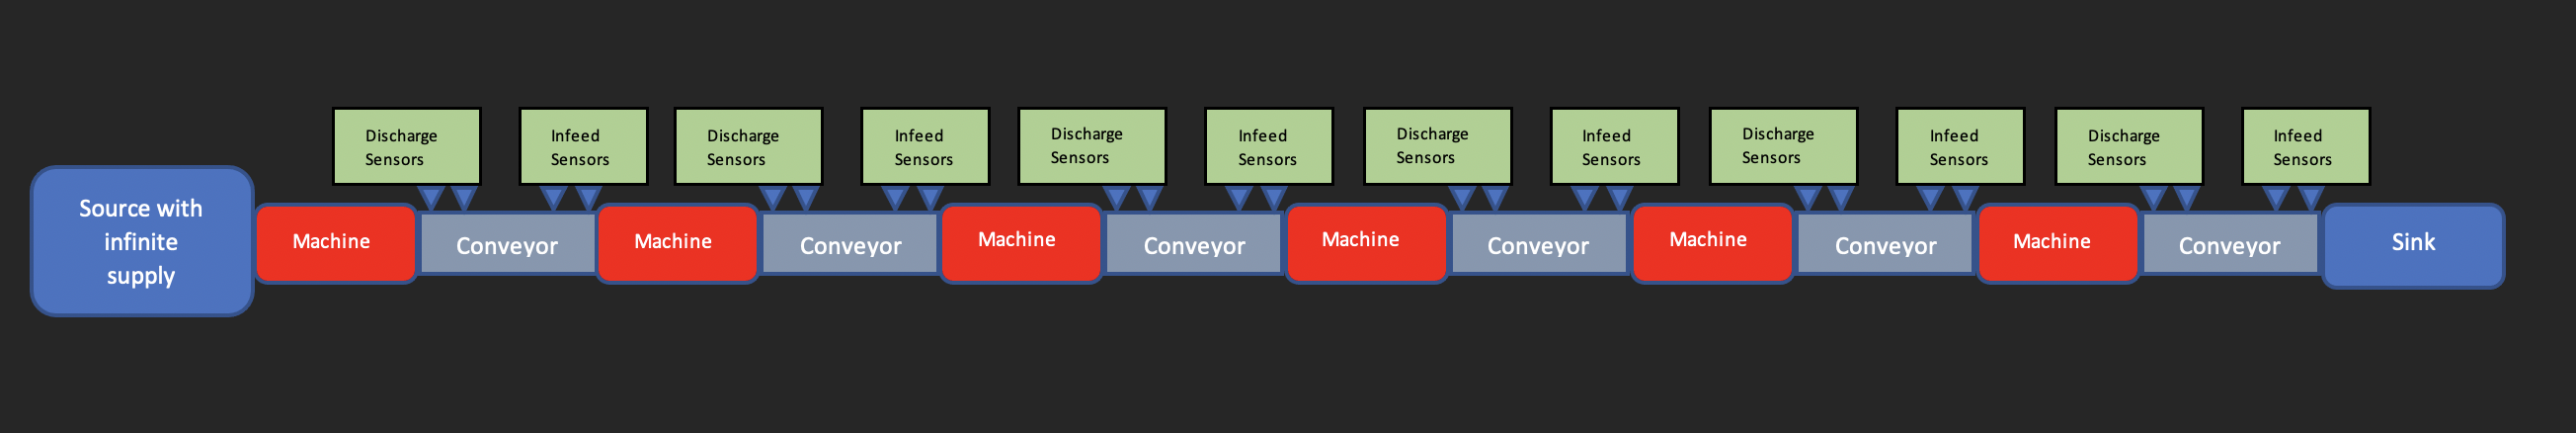 Discharge
Sensors
Infeed
Sensors
Discharge
Sensors
Infeed
Sensors
Discharge
Sensors
Infeed
Sensors
Discharge
Sensors
Infeed
Sensors
Discharge
Sensors
Infeed
Sensors
Discharge
Sensors
Infeed
Sensors
Source with
infinite
supply
Machine
Conveyor
Machine
Conveyor
Machine
Conveyor
Machine
Conveyor
Machine
Conveyor
Machine
Conveyor
Sink